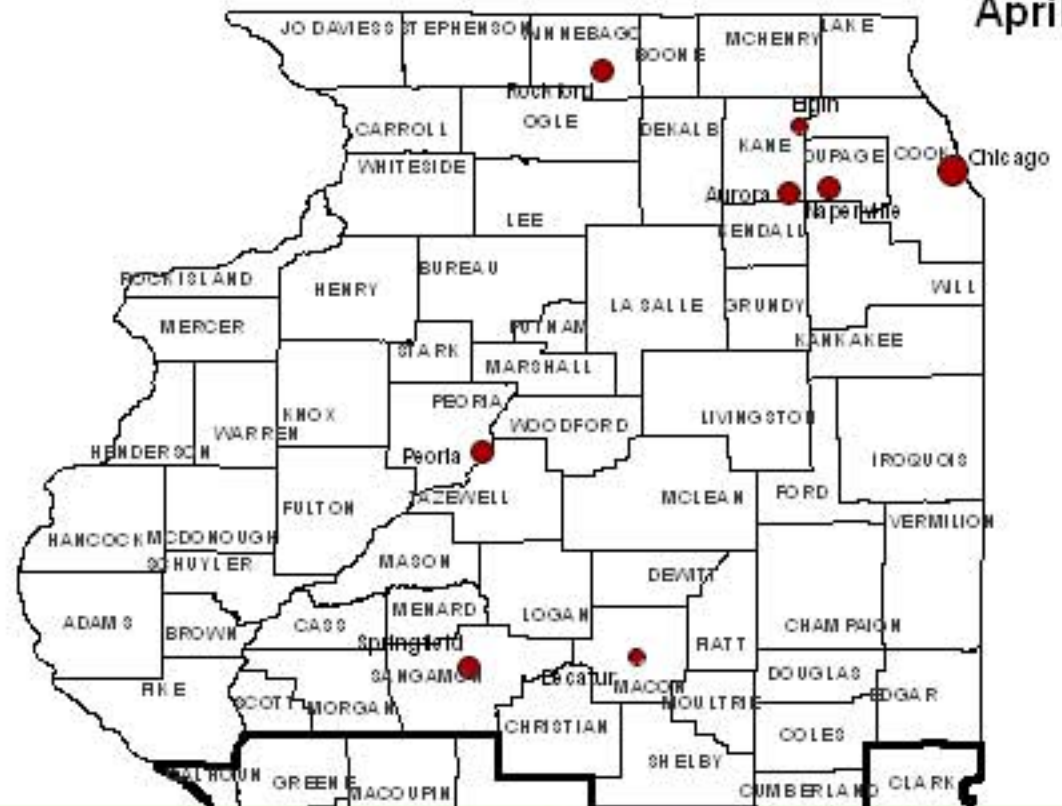 Apri
JO DAVIESS STEPHENSON WINNEBAGO BOONE MCHENRY LAKE
Rockford
Elgin
CARROLL OGLE DEKALB KANE DUPAGE COOK Chicago
WHITESIDE
Aurora Naperville
LEE KENDALL
ROCK ISLAND HENRY BUREAU LA SALLE GRUNDY WILL
MERCER PUTNAM KANKAKEE
STARK MARSHALL
PEORIA
KNOX WOODFORD LIVINGSTON
HENDERSON WARREN
Peoria IROQUOIS
FULTON TAZEWELL MCLEAN FORD
VERMILION
HANCOCK MCDONOUGH
SCHUYLER MASON DEWITT
ADAMS BROWN CASS MENARD LOGAN CHAMPAION
Springfield PIATT
SANGAMON Decatur MACON DOUGLAS
PIKE SCOTT MORGAN MOULTRIE EDGAR
CHRISTIAN COLES
SHELBY
CALHOUN GREENE MACOUPIN CUMBERLAND CLARK